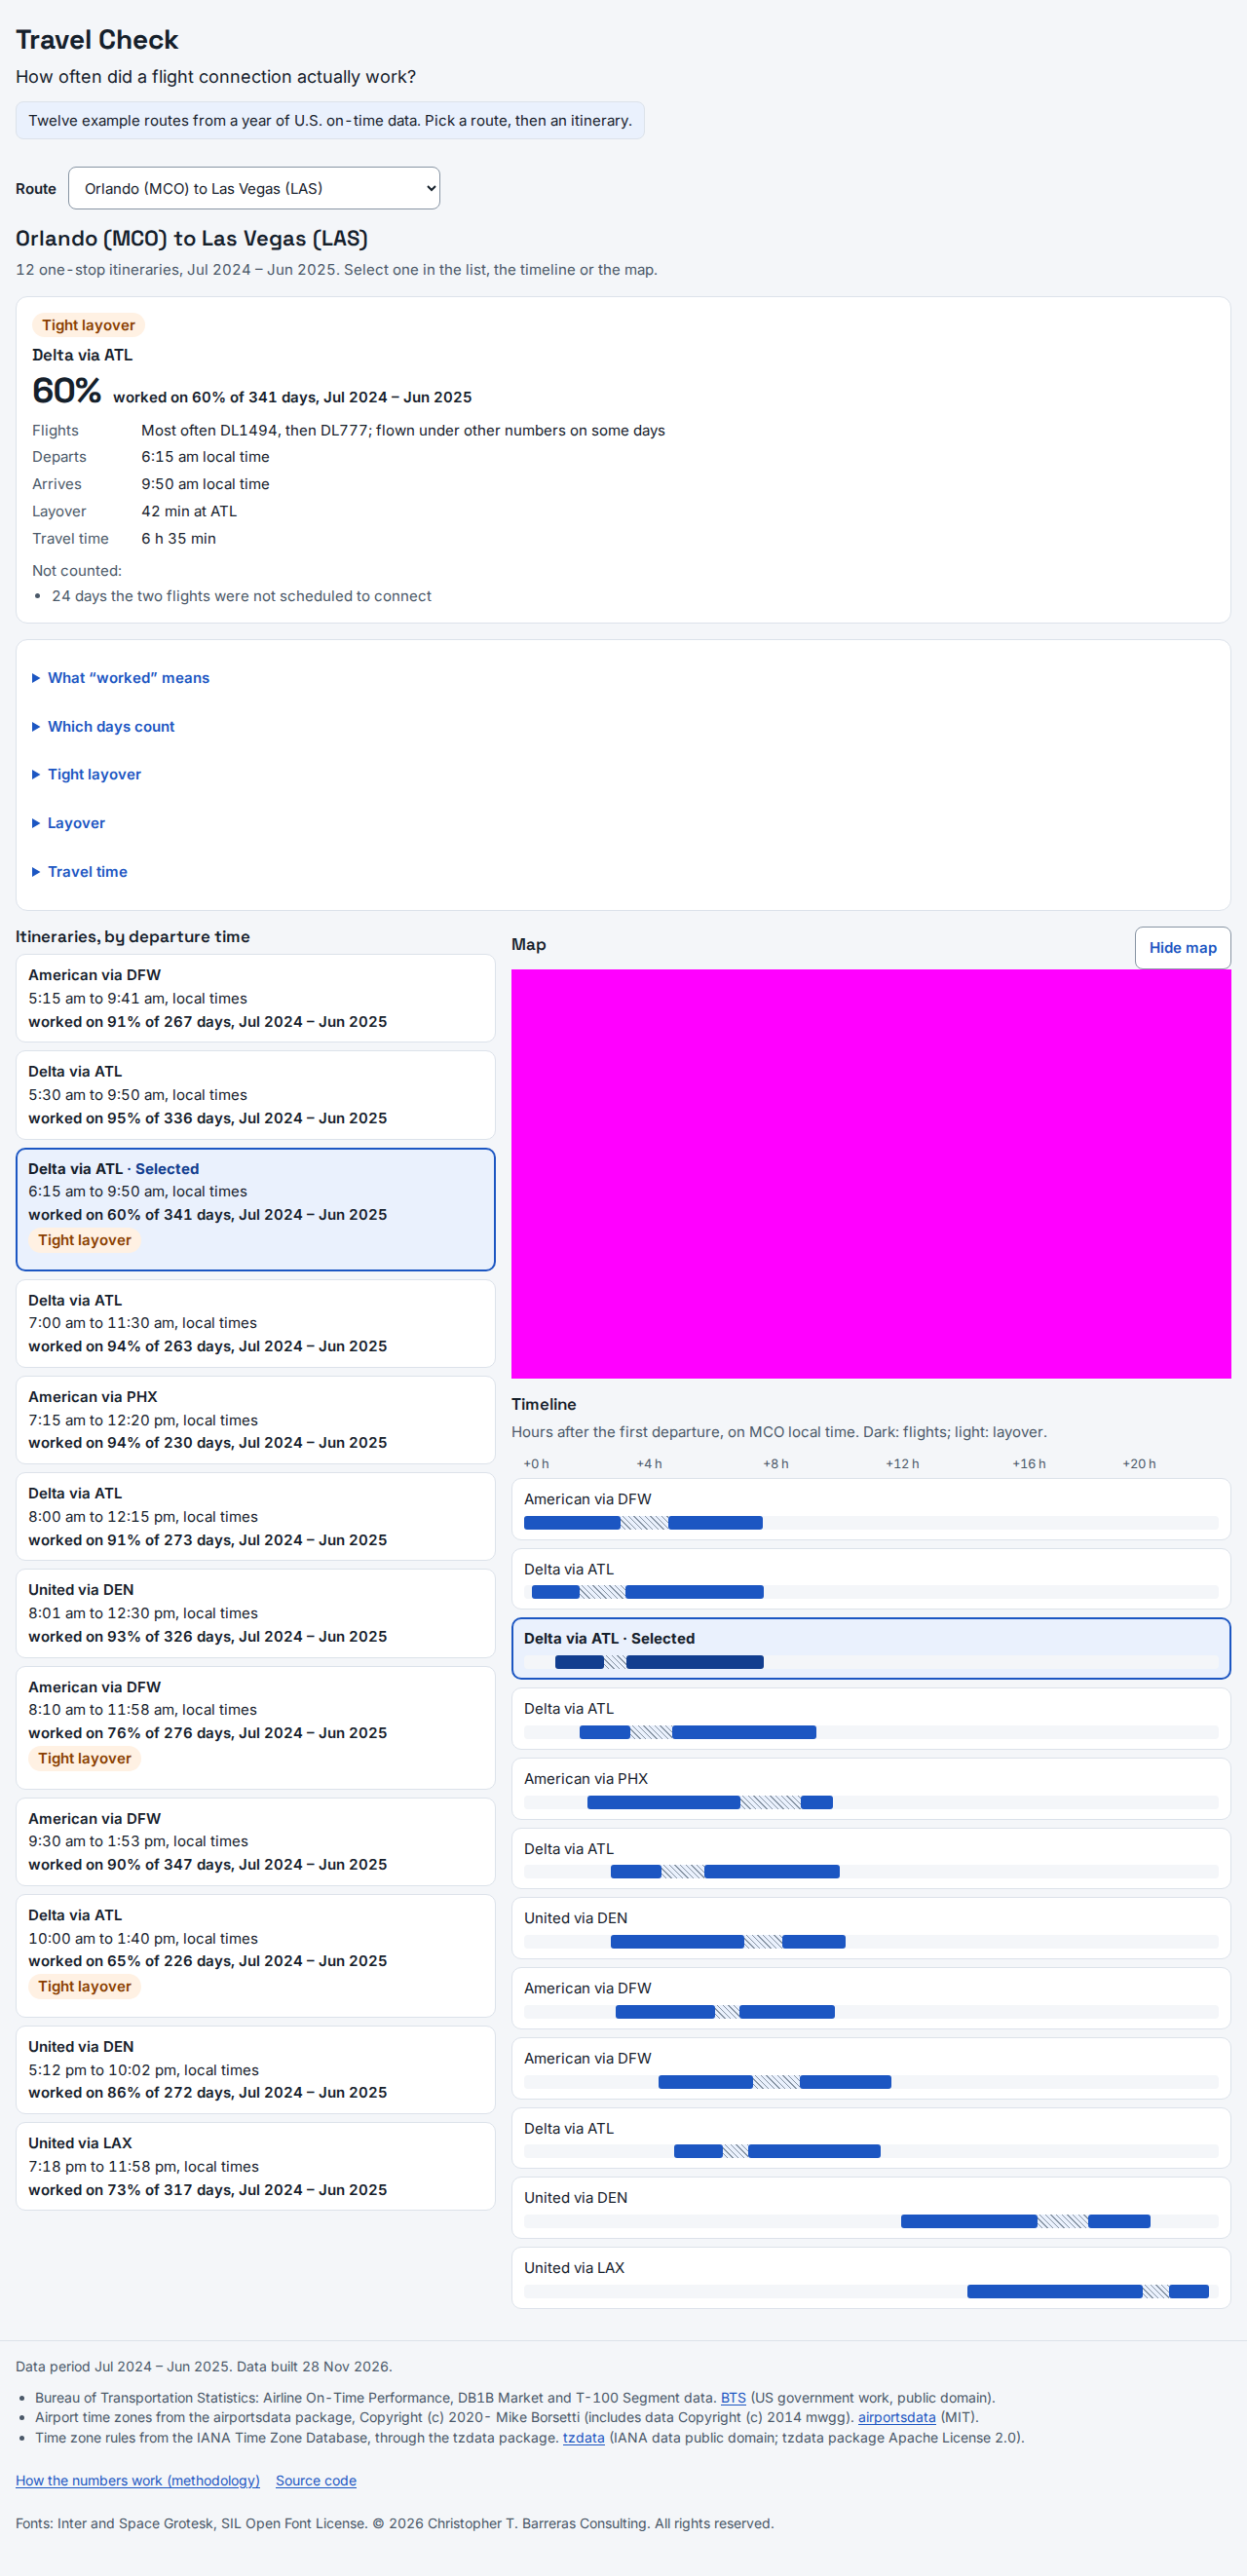 Travel Check
How often did a flight connection actually work?
Twelve example routes from a year of U.S. on-time data. Pick a route, then an itinerary.
Route
Orlando (MCO) to Las Vegas (LAS)
Orlando (MCO) to Las Vegas (LAS)
12 one-stop itineraries, Jul 2024 – Jun 2025. Select one in the list, the timeline or the map.
Tight layover
Delta via ATL
60% worked on 60% of 341 days, Jul 2024 – Jun 2025
Flights Most often DL1494, then DL777; flown under other numbers on some days
Departs 6:15 am local time
Arrives 9:50 am local time
Layover 42 min at ATL
Travel time 6 h 35 min
Not counted:
• 24 days the two flights were not scheduled to connect
What “worked” means
Which days count
Tight layover
Layover
Travel time
Itineraries, by departure time
American via DFW
5:15 am to 9:41 am, local times
worked on 91% of 267 days, Jul 2024 – Jun 2025
Delta via ATL
5:30 am to 9:50 am, local times
worked on 95% of 336 days, Jul 2024 – Jun 2025
Delta via ATL · Selected
6:15 am to 9:50 am, local times
worked on 60% of 341 days, Jul 2024 – Jun 2025
Tight layover
Delta via ATL
7:00 am to 11:30 am, local times
worked on 94% of 263 days, Jul 2024 – Jun 2025
American via PHX
7:15 am to 12:20 pm, local times
worked on 94% of 230 days, Jul 2024 – Jun 2025
Delta via ATL
8:00 am to 12:15 pm, local times
worked on 91% of 273 days, Jul 2024 – Jun 2025
United via DEN
8:01 am to 12:30 pm, local times
worked on 93% of 326 days, Jul 2024 – Jun 2025
American via DFW
8:10 am to 11:58 am, local times
worked on 76% of 276 days, Jul 2024 – Jun 2025
Tight layover
American via DFW
9:30 am to 1:53 pm, local times
worked on 90% of 347 days, Jul 2024 – Jun 2025
Delta via ATL
10:00 am to 1:40 pm, local times
worked on 65% of 226 days, Jul 2024 – Jun 2025
Tight layover
United via DEN
5:12 pm to 10:02 pm, local times
worked on 86% of 272 days, Jul 2024 – Jun 2025
United via LAX
7:18 pm to 11:58 pm, local times
worked on 73% of 317 days, Jul 2024 – Jun 2025
Map
Hide map
Timeline
Hours after the first departure, on MCO local time. Dark: flights; light: layover.
+0 h +4 h +8 h +12 h +16 h +20 h
American via DFW
Delta via ATL
Delta via ATL · Selected
Delta via ATL
American via PHX
Delta via ATL
United via DEN
American via DFW
American via DFW
Delta via ATL
United via DEN
United via LAX
Data period Jul 2024 – Jun 2025. Data built 28 Nov 2026.
• Bureau of Transportation Statistics: Airline On-Time Performance, DB1B Market and T-100 Segment data. BTS (US government work, public domain).
• Airport time zones from the airportsdata package, Copyright (c) 2020- Mike Borsetti (includes data Copyright (c) 2014 mwgg). airportsdata (MIT).
• Time zone rules from the IANA Time Zone Database, through the tzdata package. tzdata (IANA data public domain; tzdata package Apache License 2.0).
How the numbers work (methodology) Source code
Fonts: Inter and Space Grotesk, SIL Open Font License. © 2026 Christopher T. Barreras Consulting. All rights reserved.